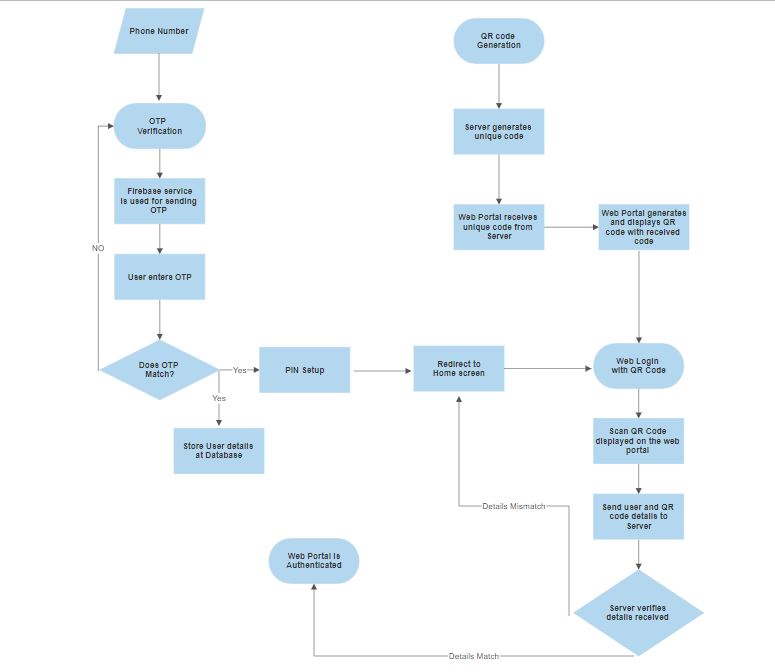 Phone Number
OTP
Verification
Firebase service
is used for sending
OTP
NO
User enters OTP
Does OTP
Match?
Yes
Yes
Store User details
at Database
PIN Setup
Redirect to
Home screen
QR code
Generation
Server generates
unique code
Web Portal receives
unique code from
Server
Web Portal generates
and displays QR
code with received
code
Web Login
with QR Code
Scan QR Code
displayed on the web
portal
Send user and QR
code details to
Server
Server verifies
details received
Details Mismatch
Details Match
Web Portal is
Authenticated